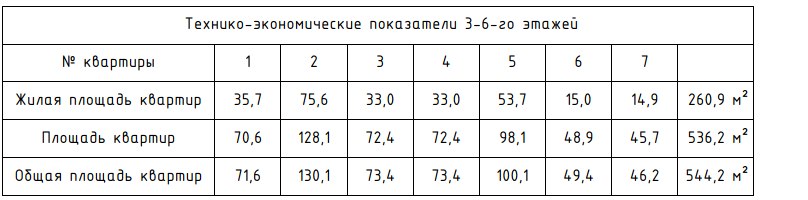 Технико-экономические показатели 3-6-го этажей
№ квартиры 1 2 3 4 5 6 7
Жилая площадь квартир 35,7 75,6 33,0 33,0 53,7 15,0 14,9 260,9 м²
Площадь квартир 70,6 128,1 72,4 72,4 98,1 48,9 45,7 536,2 м²
Общая площадь квартир 71,6 130,1 73,4 73,4 100,1 49,4 46,2 544,2 м²